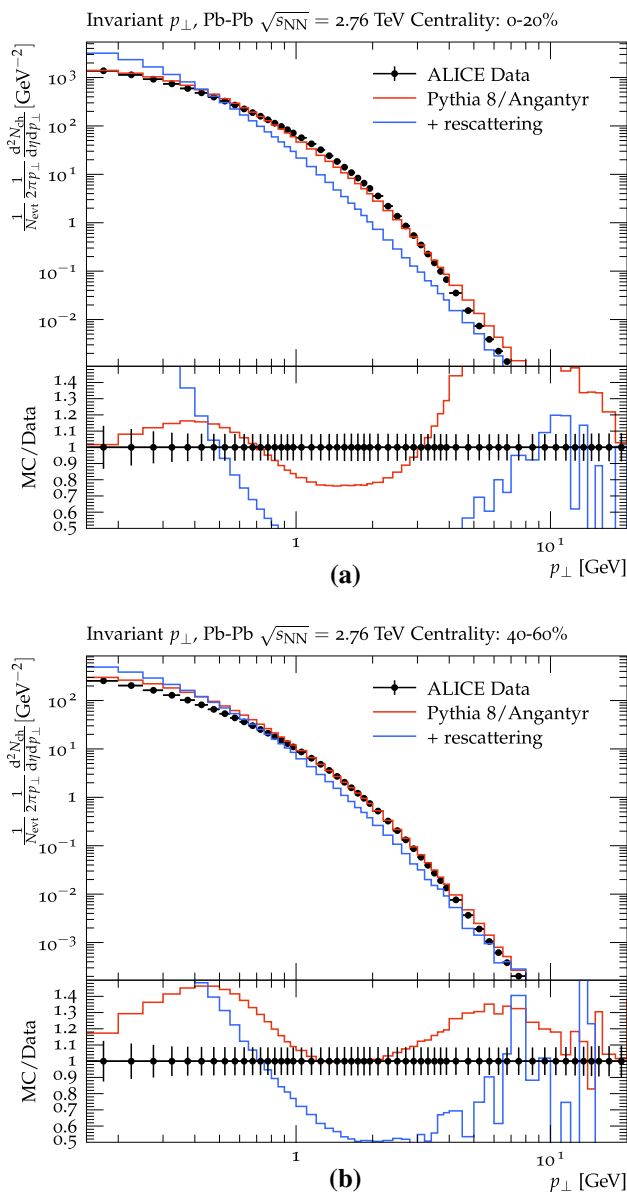 Invariant p⊥, Pb-Pb √sNN = 2.76 TeV Centrality: 0-20%
1/Nevt 1/2πp⊥ d²Nch/dηdp⊥ [GeV⁻²]
10³
10²
10¹
1
10⁻¹
10⁻²
ALICE Data
Pythia 8/Angantyr
+ rescattering
MC/Data
1.4
1.3
1.2
1.1
1
0.9
0.8
0.7
0.6
0.5
1
10¹
p⊥ [GeV]
(a)
Invariant p⊥, Pb-Pb √sNN = 2.76 TeV Centrality: 40-60%
1/Nevt 1/2πp⊥ d²Nch/dηdp⊥ [GeV⁻²]
10²
10¹
1
10⁻¹
10⁻²
10⁻³
ALICE Data
Pythia 8/Angantyr
+ rescattering
MC/Data
1.4
1.3
1.2
1.1
1
0.9
0.8
0.7
0.6
0.5
1
10¹
p⊥ [GeV]
(b)